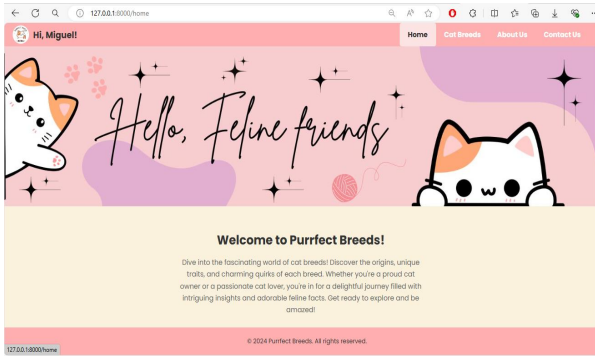 127.0.0.1:8000/home
Hi, Miguel!
Home Cat Breeds About Us Contact Us
Hello, Feline friends
Welcome to Purrfect Breeds!
Dive into the fascinating world of cat breeds! Discover the origins, unique
traits, and charming quirks of each breed. Whether you're a proud cat
owner or a passionate cat lover, you're in for a delightful journey filled with
intriguing insights and adorable feline facts. Get ready to explore and be
amazed!
© 2024 Purrfect Breeds. All rights reserved.
127.0.0.1:8000/home